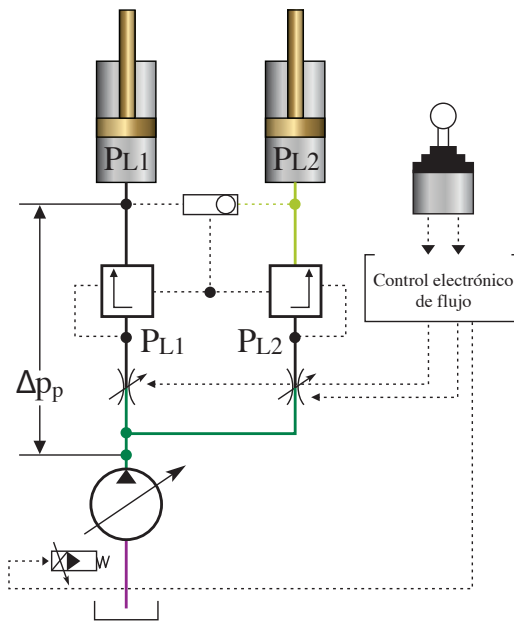 PL1
PL2
Control electrónico
de flujo
PL1
PL2
Δpp